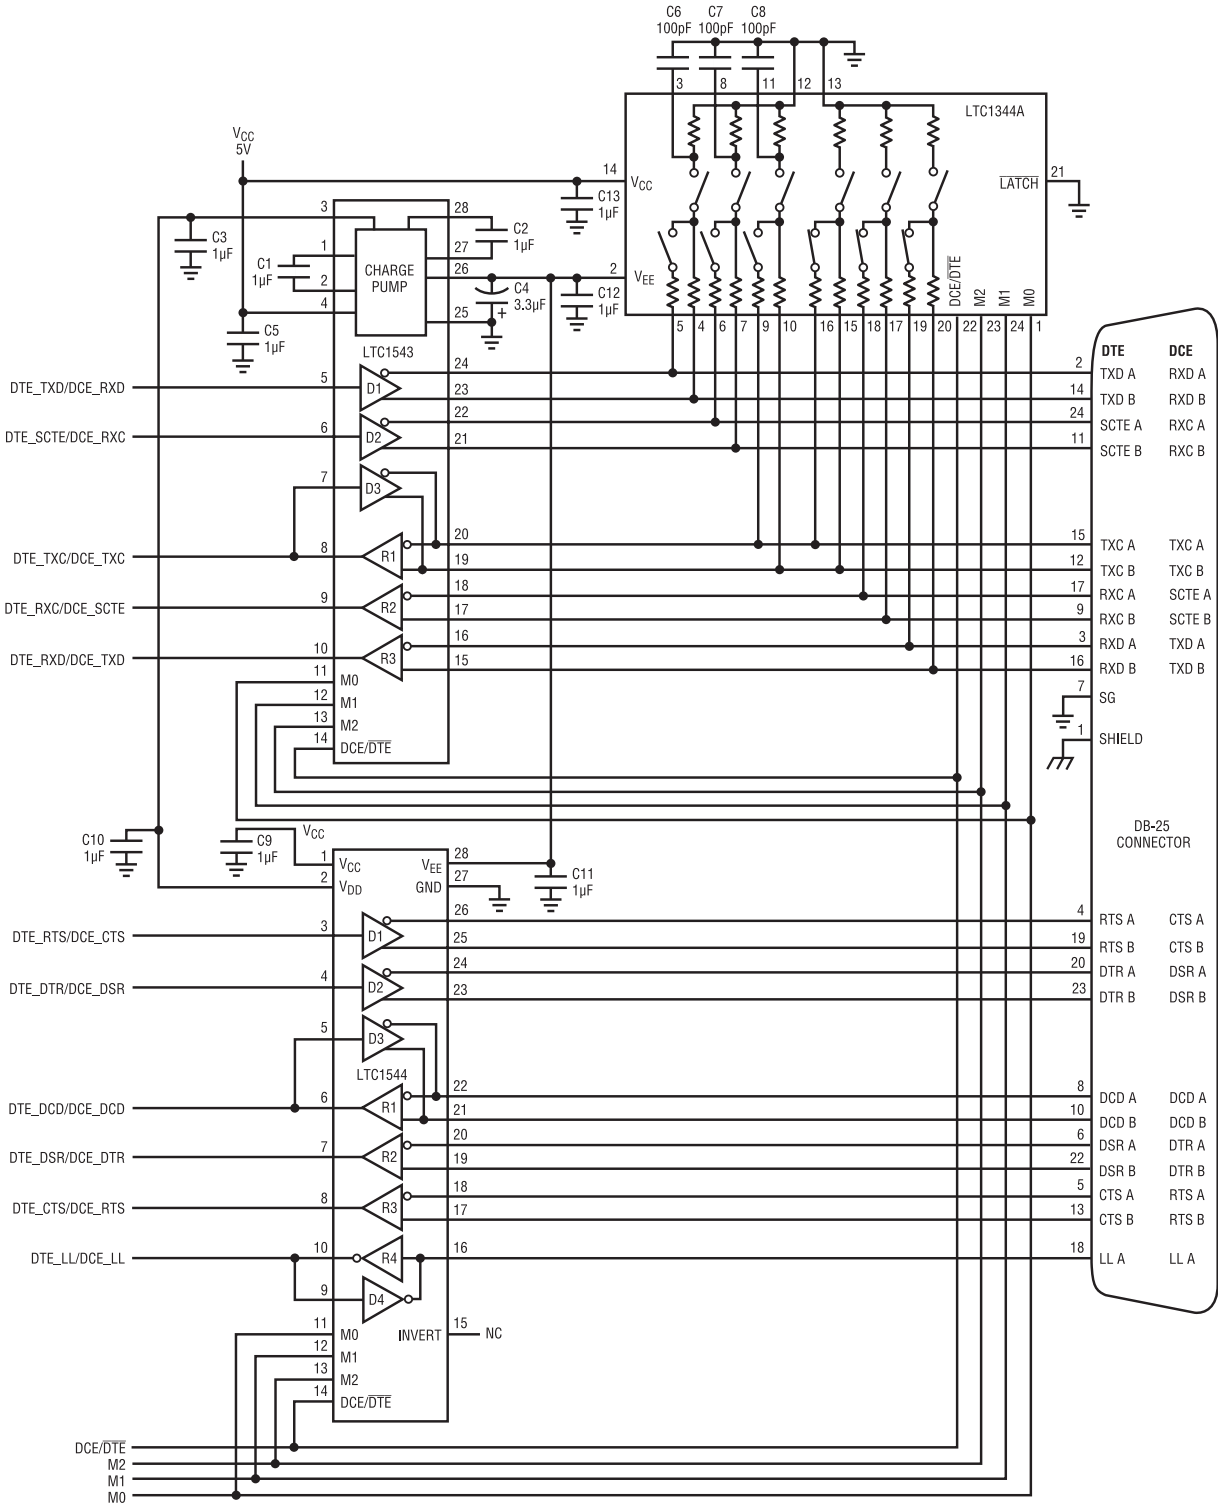 C6 C7 C8
100pF 100pF 100pF
3 8 11 12 13
LTC1344A
VCC
5V
14 VCC
C13
1µF
LATCH 21
3 28
C3
1µF
C2
1µF
1 27
C1
1µF
2 26
CHARGE
PUMP
C4
3.3µF
+
C12
1µF
2 VEE
DCE/DTE M2 M1 M0
4 25
C5
1µF
5 4 6 7 9 10 16 15 18 17 19 20 22 23 24 1
LTC1543
DTE DCE
DTE_TXD/DCE_RXD 5 D1 24 2 TXD A RXD A
23 14 TXD B RXD B
DTE_SCTE/DCE_RXC 6 D2 22 24 SCTE A RXC A
21 11 SCTE B RXC B
7 D3
DTE_TXC/DCE_TXC 8 R1 20 15 TXC A TXC A
19 12 TXC B TXC B
DTE_RXC/DCE_SCTE 9 R2 18 17 RXC A SCTE A
17 9 RXC B SCTE B
DTE_RXD/DCE_TXD 10 R3 16 3 RXD A TXD A
15 16 RXD B TXD B
11 M0
7 SG
12 M1
13 M2
14 DCE/DTE
1 SHIELD
DB-25
CONNECTOR
C10
1µF
C9
1µF
VCC
1 VCC VEE 28
2 VDD GND 27
C11
1µF
DTE_RTS/DCE_CTS 3 D1 26 4 RTS A CTS A
25 19 RTS B CTS B
DTE_DTR/DCE_DSR 4 D2 24 20 DTR A DSR A
23 23 DTR B DSR B
5 D3
LTC1544
DTE_DCD/DCE_DCD 6 R1 22 8 DCD A DCD A
21 10 DCD B DCD B
DTE_DSR/DCE_DTR 7 R2 20 6 DSR A DTR A
19 22 DSR B DTR B
DTE_CTS/DCE_RTS 8 R3 18 5 CTS A RTS A
17 13 CTS B RTS B
DTE_LL/DCE_LL 10 R4 16 18 LL A LL A
9 D4
11 M0 INVERT 15 NC
12 M1
13 M2
14 DCE/DTE
DCE/DTE
M2
M1
M0